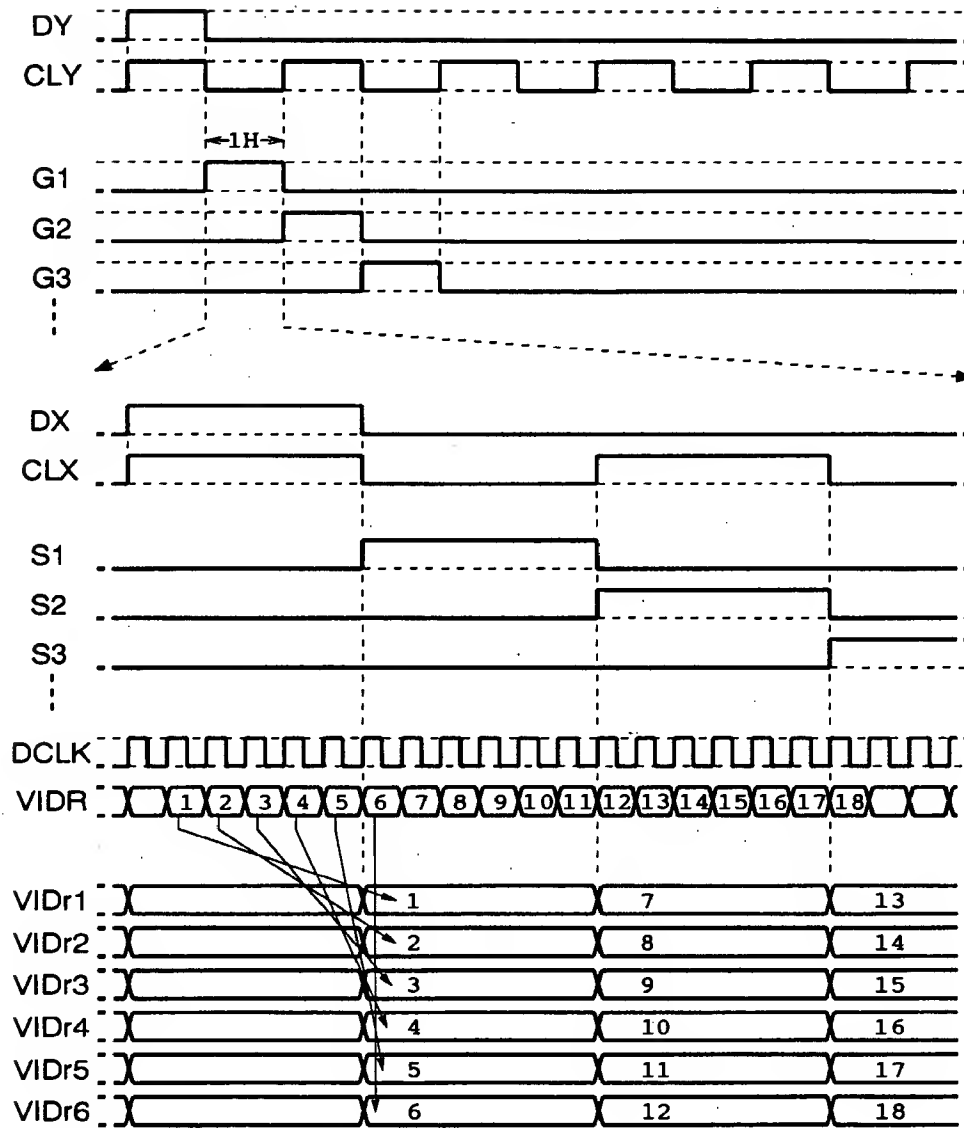 DY
CLY
1H
G1
G2
G3
DX
CLX
S1
S2
S3
DCLK
VIDR 1 2 3 4 5 6 7 8 9 10 11 12 13 14 15 16 17 18
VIDr1 1 7 13
VIDr2 2 8 14
VIDr3 3 9 15
VIDr4 4 10 16
VIDr5 5 11 17
VIDr6 6 12 18